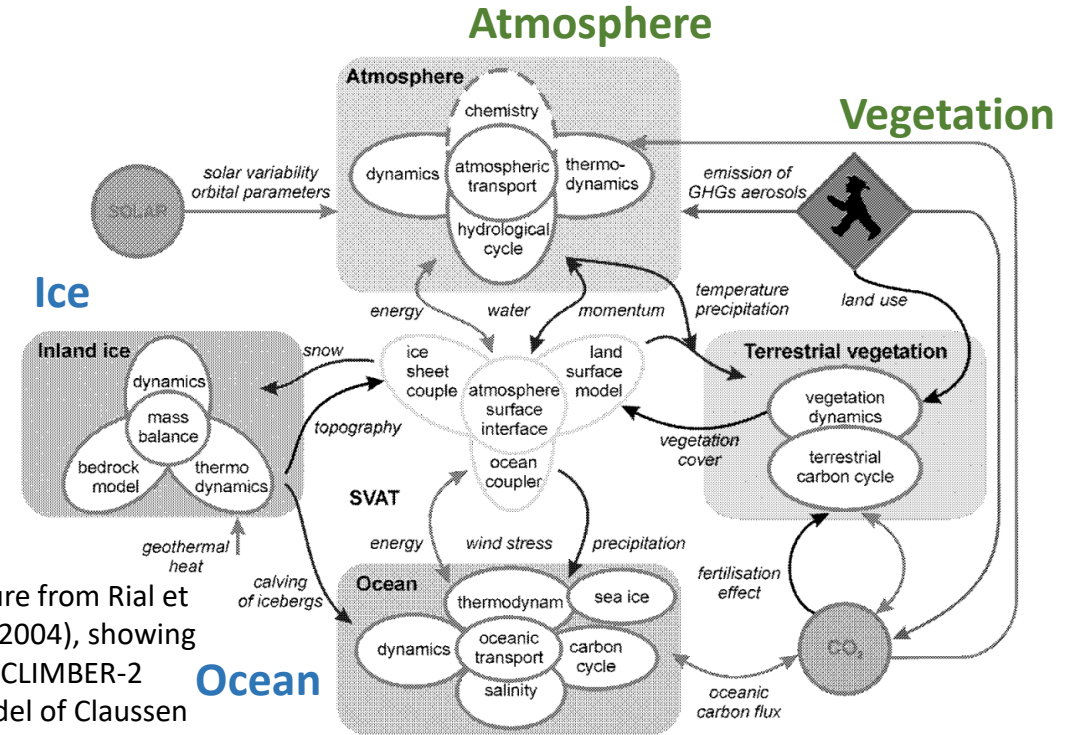 Atmosphere
Vegetation
Atmosphere
chemistry
dynamics
atmospheric
transport
thermo-
dynamics
hydrological
cycle
solar variability
orbital parameters
SOLAR
emission of
GHGs aerosols
Ice
energy
water
momentum
temperature
precipitation
land use
Inland ice
dynamics
mass
balance
bedrock
model
thermo
dynamics
snow
topography
ice
sheet
couple
atmosphere
surface
interface
land
surface
model
ocean
coupler
SVAT
Terrestrial vegetation
vegetation
dynamics
terrestrial
carbon cycle
vegetation
cover
geothermal
heat
calving
of icebergs
energy
wind stress
precipitation
fertilisation
effect
Ocean
thermodynam
sea ice
dynamics
oceanic
transport
carbon
cycle
salinity
CO₂
oceanic
carbon flux
Ocean
ure from Rial et
2004), showing
CLIMBER-2
del of Claussen